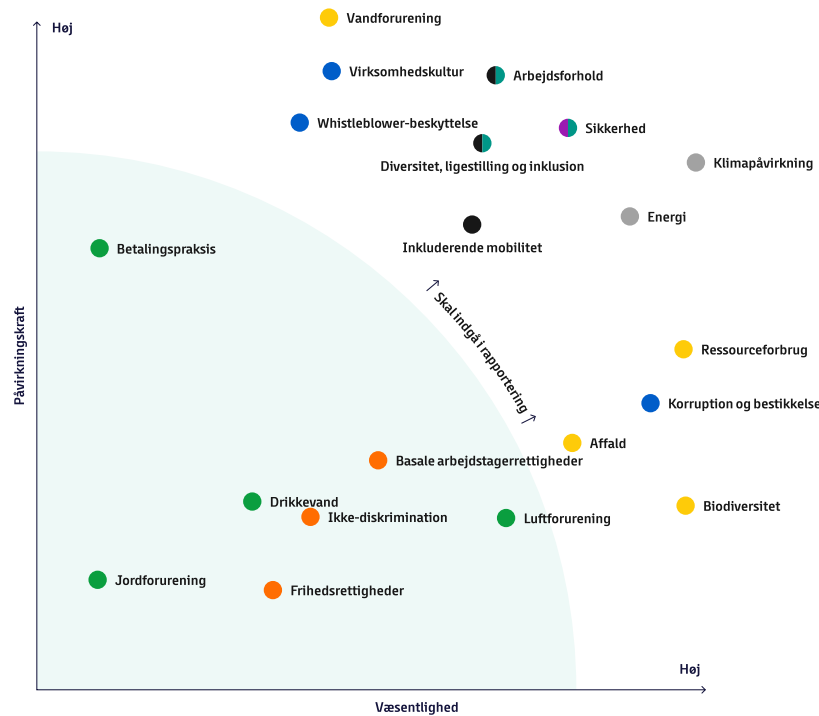 Høj
Vandforurening
Virksomhedskultur
Arbejdsforhold
Whistleblower-beskyttelse
Sikkerhed
Diversitet, ligestilling og inklusion
Klimapåvirkning
Energi
Inkluderende mobilitet
Betalingspraksis
Skal indgå i rapportering
Påvirkningskraft
Ressourceforbrug
Korruption og bestikkelse
Affald
Basale arbejdstagerrettigheder
Drikkevand
Ikke-diskrimination
Luftforurening
Biodiversitet
Jordforurening
Frihedsrettigheder
Høj
Væsentlighed